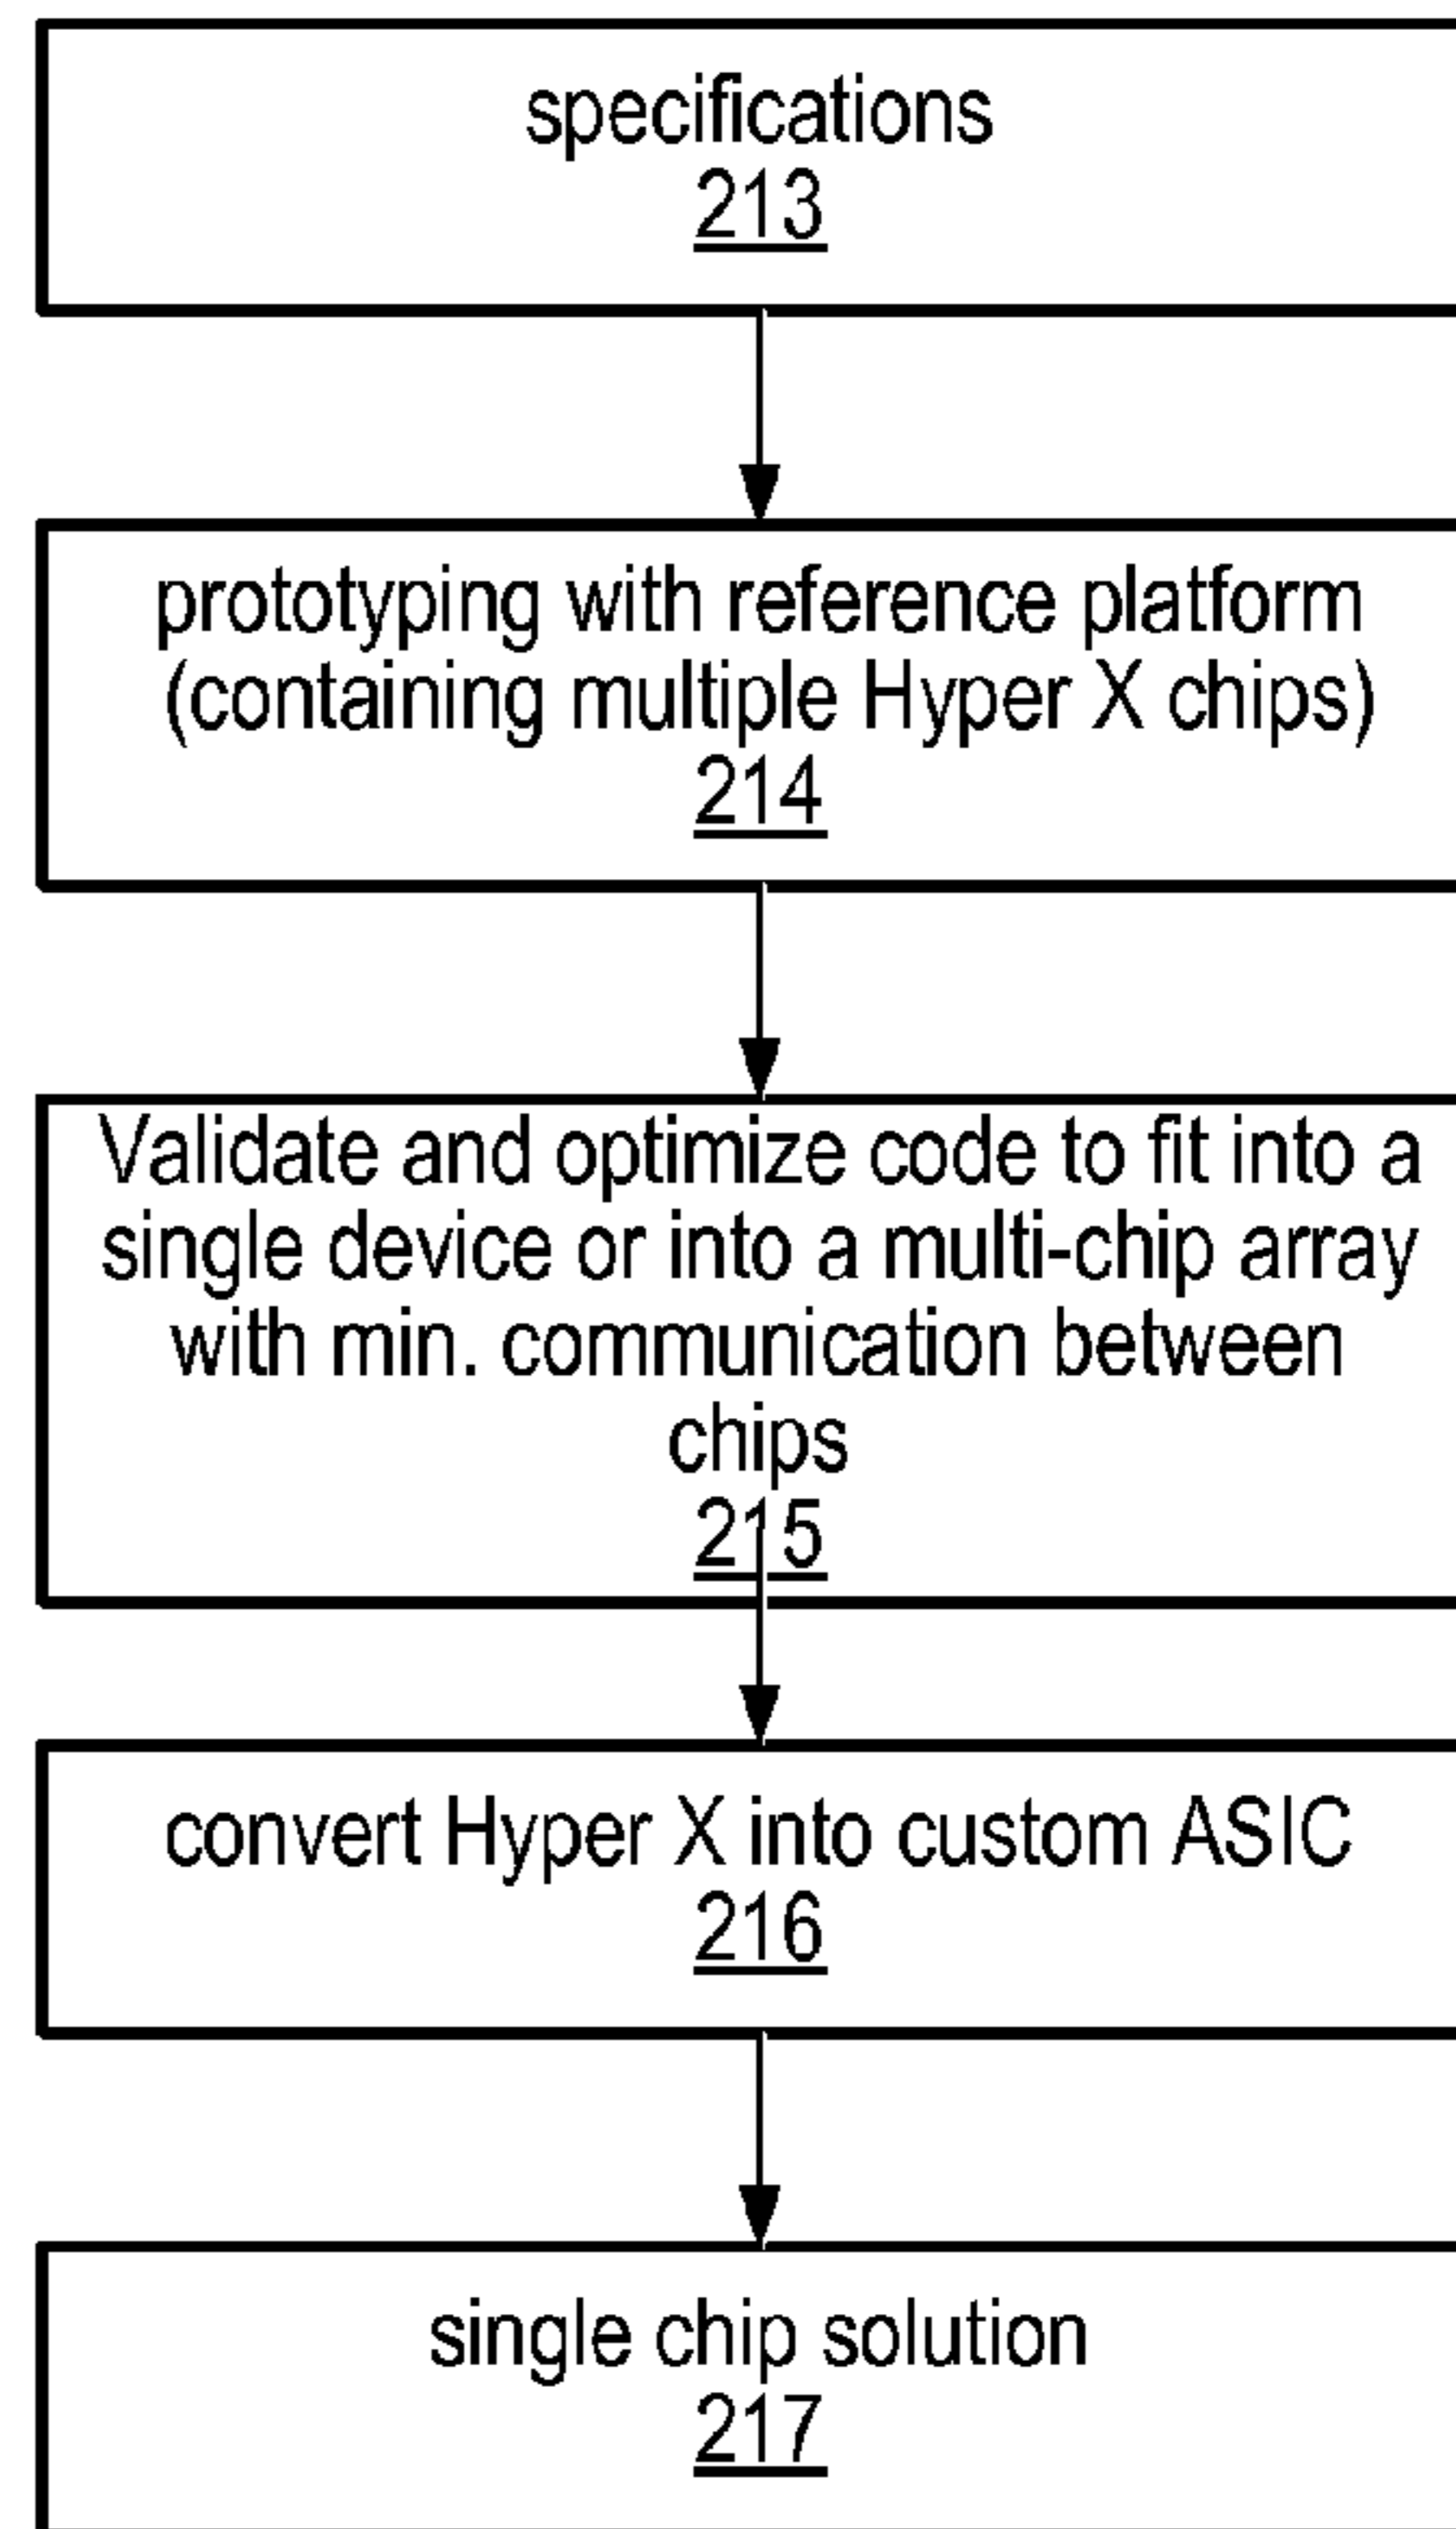 specifications
213
prototyping with reference platform
(containing multiple Hyper X chips)
214
Validate and optimize code to fit into a
single device or into a multi-chip array
with min. communication between
chips
215
convert Hyper X into custom ASIC
216
single chip solution
217